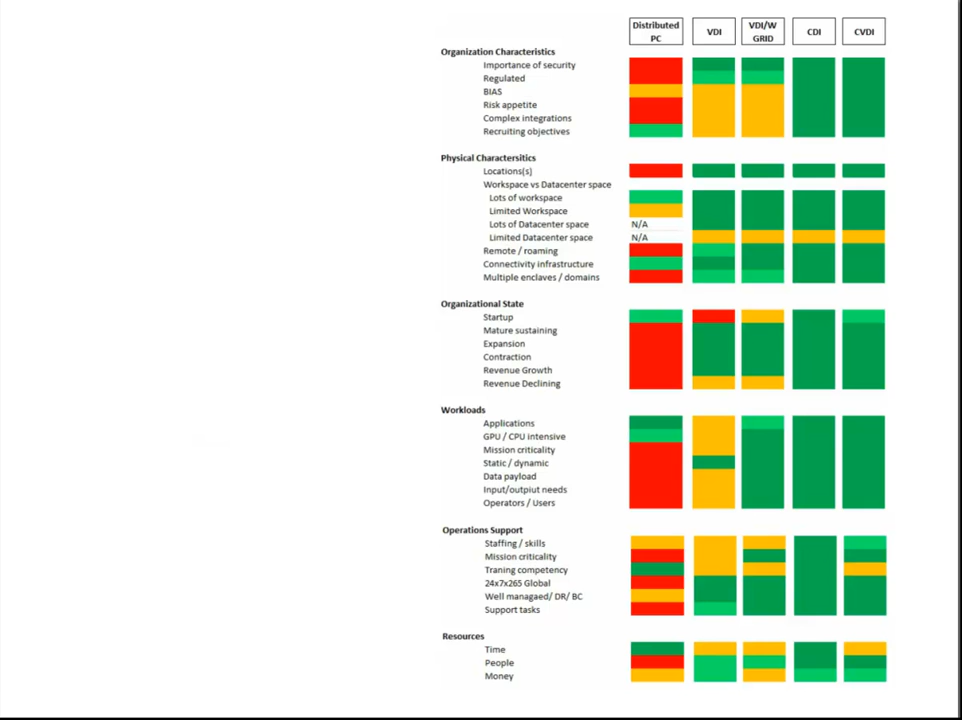 Distributed PC VDI VDI/W GRID CDI CVDI
Organization Characteristics
Importance of security
Regulated
BIAS
Risk appetite
Complex integrations
Recruiting objectives
Physical Charactersitics
Locations(s)
Workspace vs Datacenter space
Lots of workspace
Limited Workspace
Lots of Datacenter space N/A
Limited Datacenter space N/A
Remote / roaming
Connectivity infrastructure
Multiple enclaves / domains
Organizational State
Startup
Mature sustaining
Expansion
Contraction
Revenue Growth
Revenue Declining
Workloads
Applications
GPU / CPU intensive
Mission criticality
Static / dynamic
Data payload
Input/outpiut needs
Operators / Users
Operations Support
Staffing / skills
Mission criticality
Traning competency
24x7x265 Global
Well managaed/ DR/ BC
Support tasks
Resources
Time
People
Money